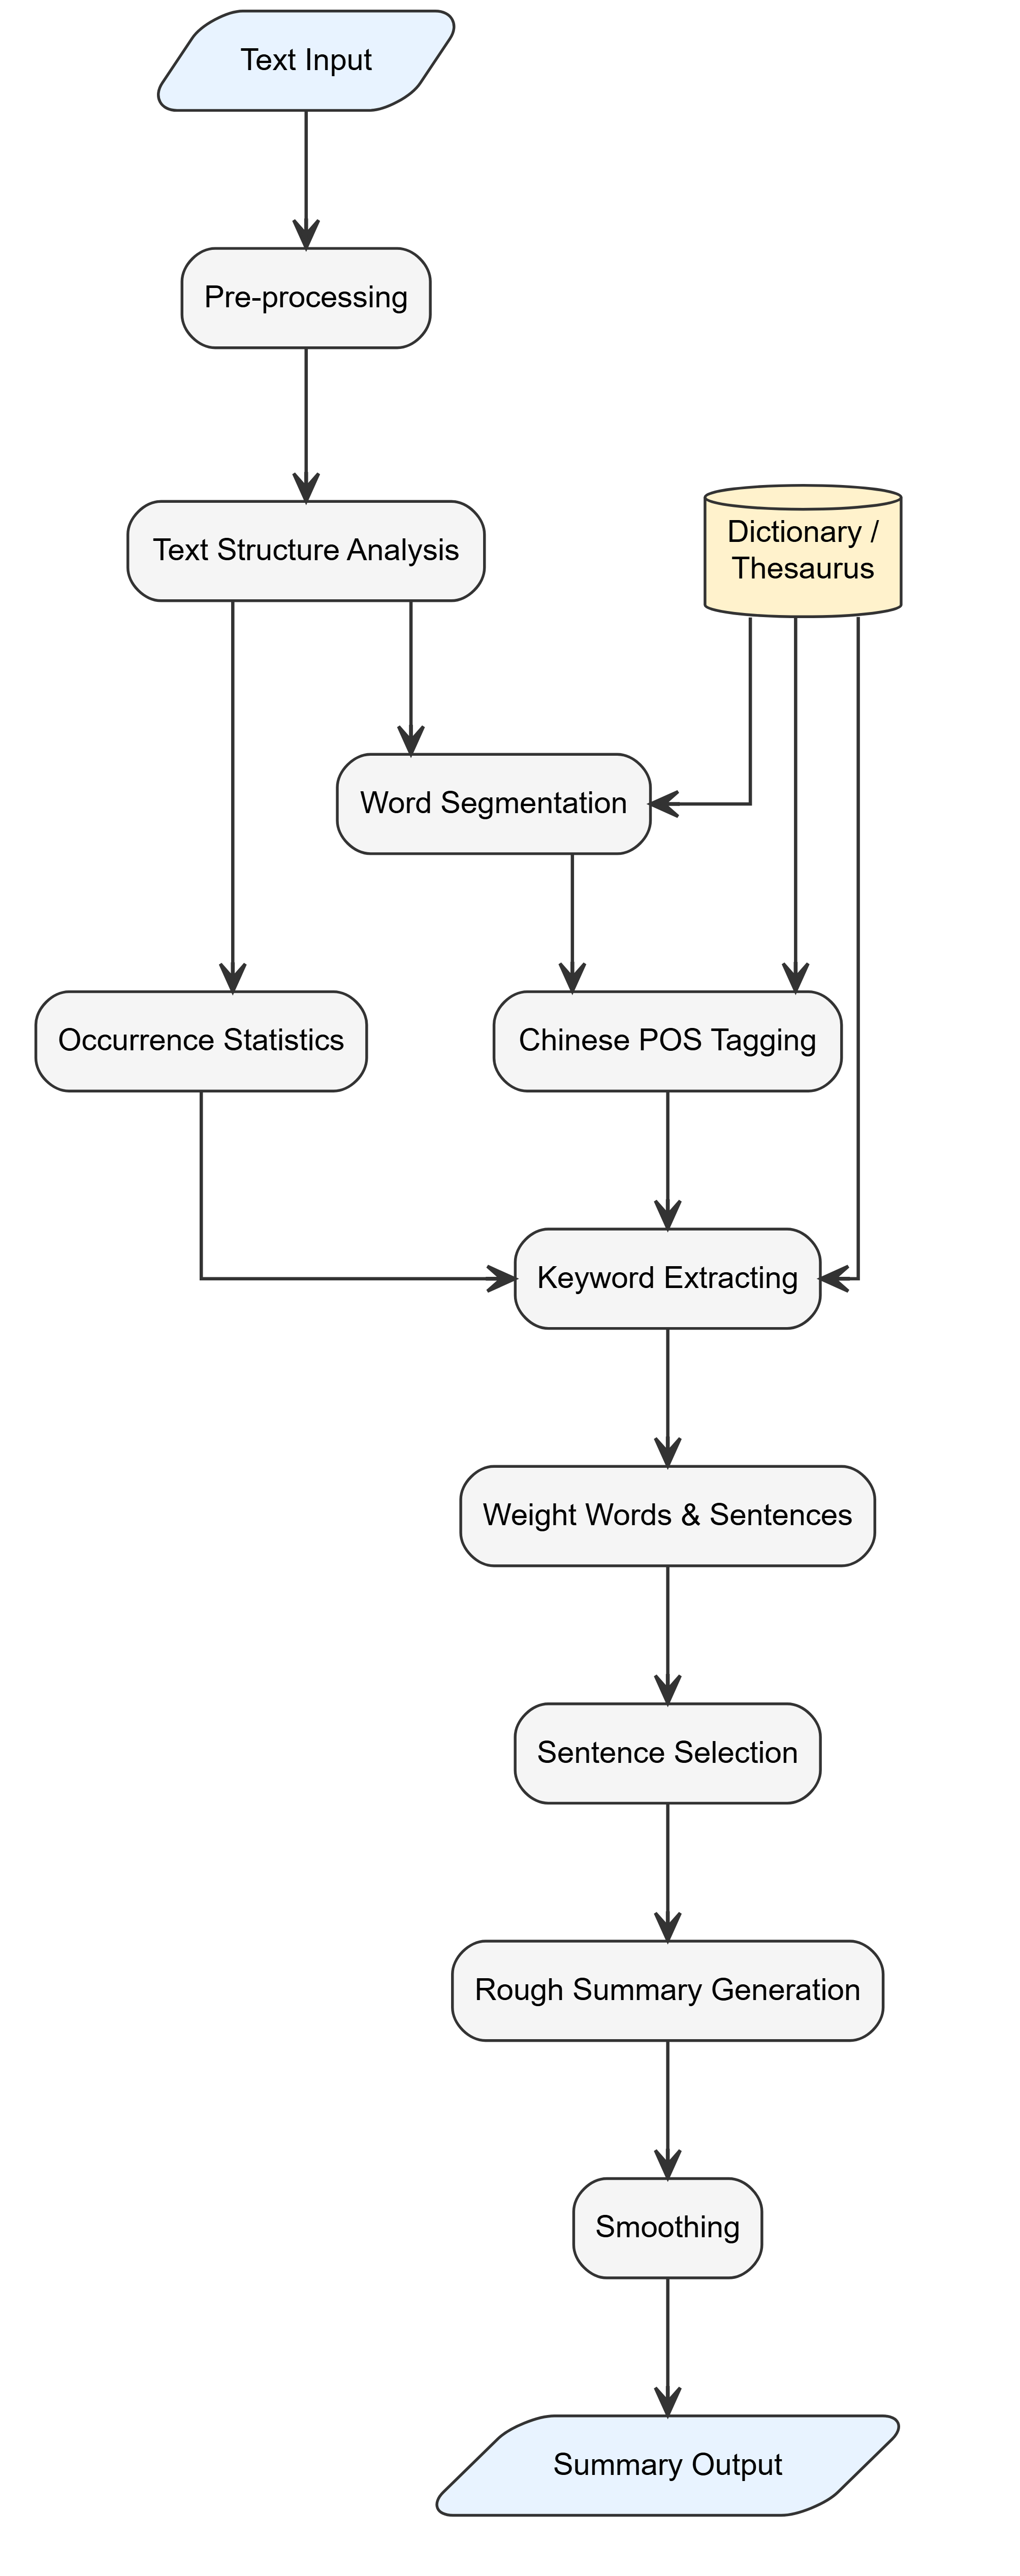 Text Input
Pre-processing
Text Structure Analysis
Dictionary /
Thesaurus
Word Segmentation
Occurrence Statistics
Chinese POS Tagging
Keyword Extracting
Weight Words & Sentences
Sentence Selection
Rough Summary Generation
Smoothing
Summary Output